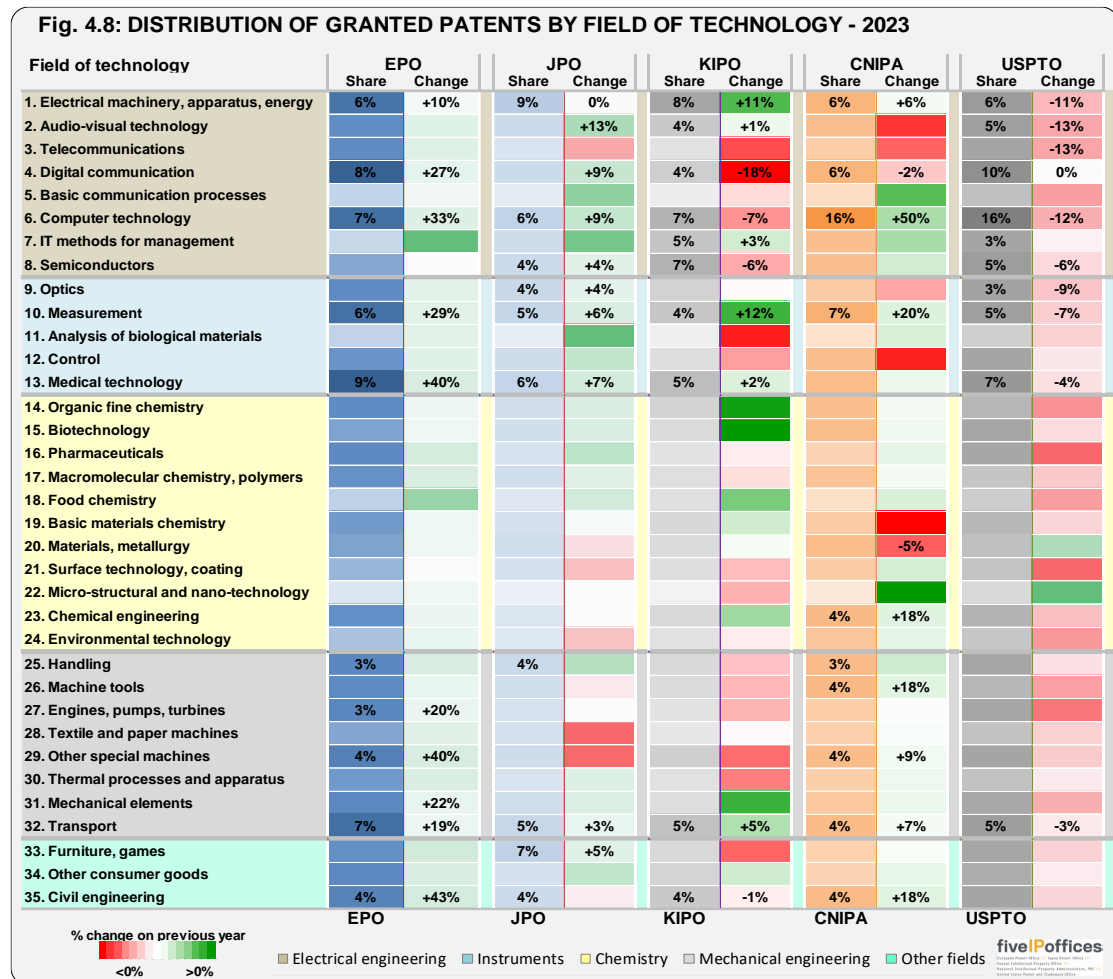 Fig. 4.8: DISTRIBUTION OF GRANTED PATENTS BY FIELD OF TECHNOLOGY - 2023
Field of technology EPO JPO KIPO CNIPA USPTO
Share Change Share Change Share Change Share Change Share Change
1. Electrical machinery, apparatus, energy 6% +10% 9% 0% 8% +11% 6% +6% 6% -11%
2. Audio-visual technology +13% 4% +1% 5% -13%
3. Telecommunications -13%
4. Digital communication 8% +27% +9% 4% -18% 6% -2% 10% 0%
5. Basic communication processes
6. Computer technology 7% +33% 6% +9% 7% -7% 16% +50% 16% -12%
7. IT methods for management 5% +3% 3%
8. Semiconductors 4% +4% 7% -6% 5% -6%
9. Optics 4% +4% 3% -9%
10. Measurement 6% +29% 5% +6% 4% +12% 7% +20% 5% -7%
11. Analysis of biological materials
12. Control
13. Medical technology 9% +40% 6% +7% 5% +2% 7% -4%
14. Organic fine chemistry
15. Biotechnology
16. Pharmaceuticals
17. Macromolecular chemistry, polymers
18. Food chemistry
19. Basic materials chemistry
20. Materials, metallurgy -5%
21. Surface technology, coating
22. Micro-structural and nano-technology
23. Chemical engineering 4% +18%
24. Environmental technology
25. Handling 3% 4% 3%
26. Machine tools 4% +18%
27. Engines, pumps, turbines 3% +20%
28. Textile and paper machines
29. Other special machines 4% +40% 4% +9%
30. Thermal processes and apparatus
31. Mechanical elements +22%
32. Transport 7% +19% 5% +3% 5% +5% 4% +7% 5% -3%
33. Furniture, games 7% +5%
34. Other consumer goods
35. Civil engineering 4% +43% 4% 4% -1% 4% +18%
EPO JPO KIPO CNIPA USPTO
% change on previous year
<0% >0%
Electrical engineering Instruments Chemistry Mechanical engineering Other fields
fiveIPoffices